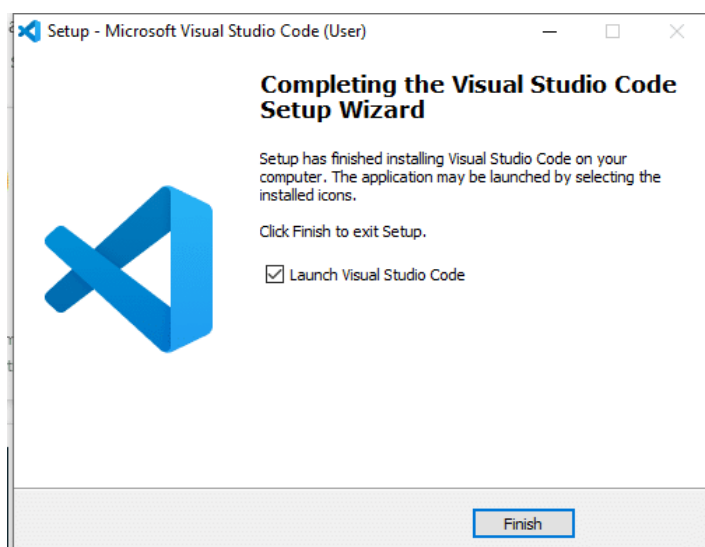 Setup - Microsoft Visual Studio Code (User)
Completing the Visual Studio Code
Setup Wizard
Setup has finished installing Visual Studio Code on your
computer. The application may be launched by selecting the
installed icons.
Click Finish to exit Setup.
Launch Visual Studio Code
Finish